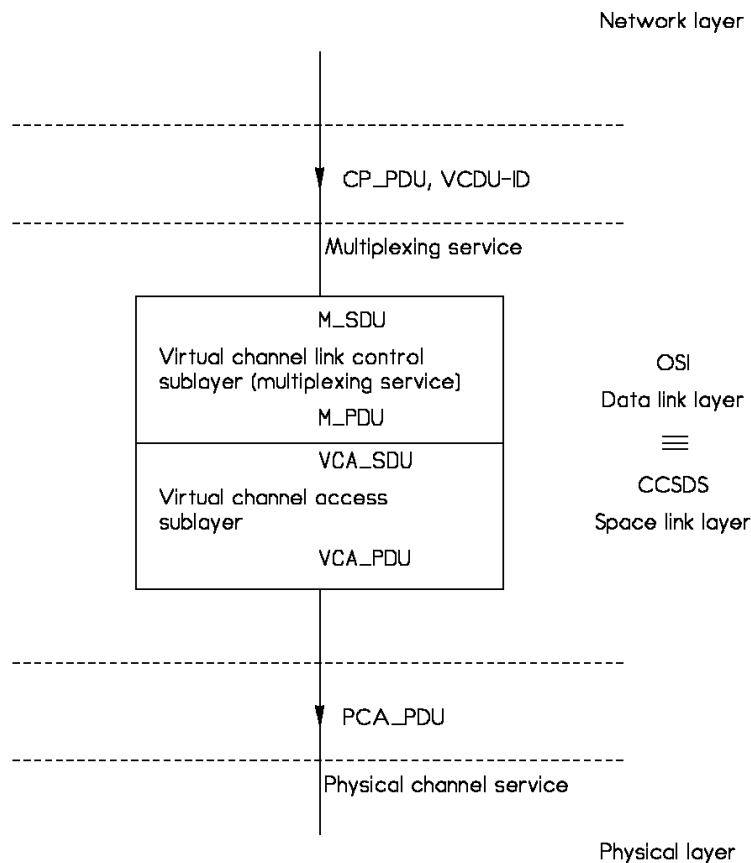 Network layer
CP_PDU, VCDU-ID
Multiplexing service
M_SDU
Virtual channel link control
sublayer (multiplexing service)
M_PDU
VCA_SDU
Virtual channel access
sublayer
VCA_PDU
OSI
Data link layer
≡
CCSDS
Space link layer
PCA_PDU
Physical channel service
Physical layer